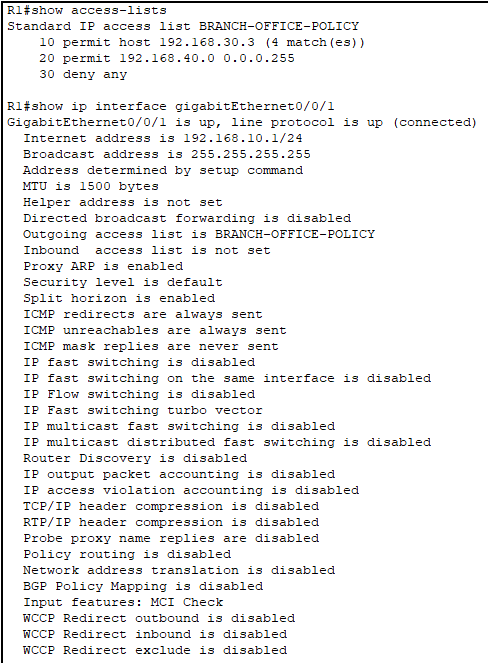 R1#show access-lists
Standard IP access list BRANCH-OFFICE-POLICY
10 permit host 192.168.30.3 (4 match(es))
20 permit 192.168.40.0 0.0.0.255
30 deny any
R1#show ip interface gigabitEthernet0/0/1
GigabitEthernet0/0/1 is up, line protocol is up (connected)
Internet address is 192.168.10.1/24
Broadcast address is 255.255.255.255
Address determined by setup command
MTU is 1500 bytes
Helper address is not set
Directed broadcast forwarding is disabled
Outgoing access list is BRANCH-OFFICE-POLICY
Inbound  access list is not set
Proxy ARP is enabled
Security level is default
Split horizon is enabled
ICMP redirects are always sent
ICMP unreachables are always sent
ICMP mask replies are never sent
IP fast switching is disabled
IP fast switching on the same interface is disabled
IP Flow switching is disabled
IP Fast switching turbo vector
IP multicast fast switching is disabled
IP multicast distributed fast switching is disabled
Router Discovery is disabled
IP output packet accounting is disabled
IP access violation accounting is disabled
TCP/IP header compression is disabled
RTP/IP header compression is disabled
Probe proxy name replies are disabled
Policy routing is disabled
Network address translation is disabled
BGP Policy Mapping is disabled
Input features: MCI Check
WCCP Redirect outbound is disabled
WCCP Redirect inbound is disabled
WCCP Redirect exclude is disabled